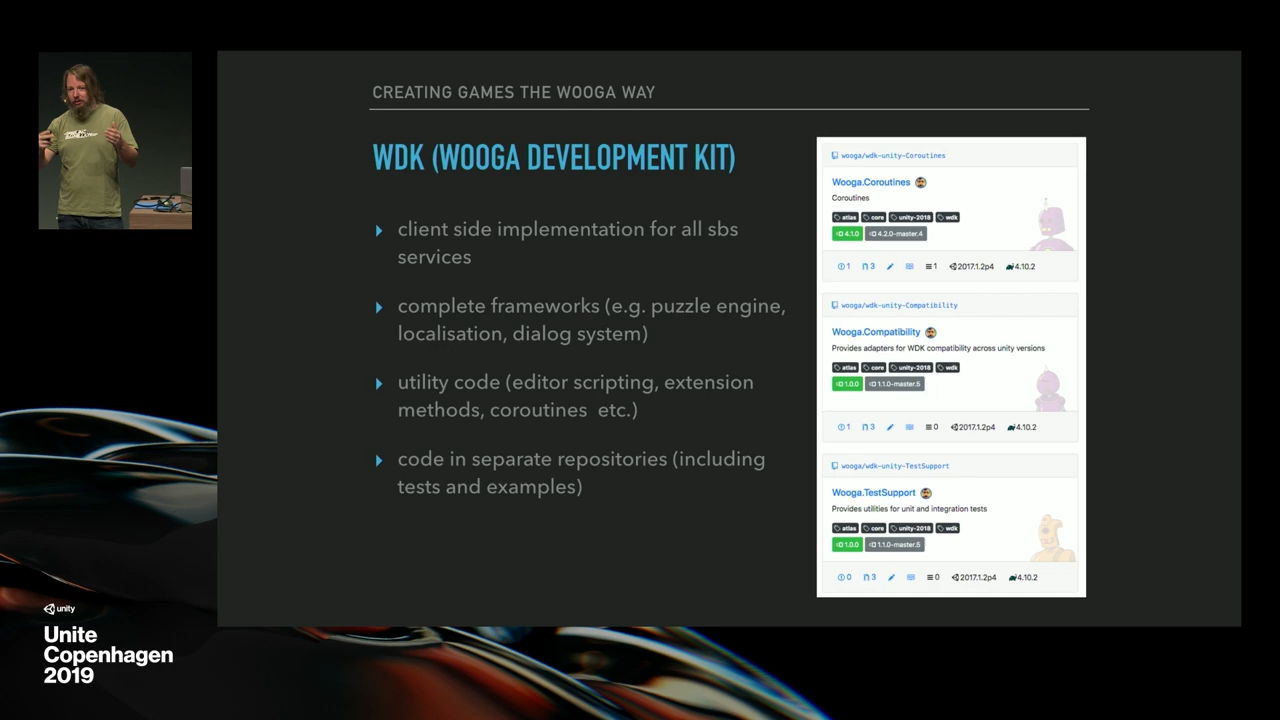 CREATING GAMES THE WOOGA WAY
WDK (WOOGA DEVELOPMENT KIT)
client side implementation for all sbs
services
complete frameworks (e.g. puzzle engine,
localisation, dialog system)
utility code (editor scripting, extension
methods, coroutines etc.)
code in separate repositories (including
tests and examples)
wooga/wdk-unity-Coroutines
Wooga.Coroutines
Coroutines
atlas core unity-2018 wdk
4.1.0 4.2.0-master.4
1 3 1 2017.1.2p4 4.10.2
wooga/wdk-unity-Compatibility
Wooga.Compatibility
Provides adapters for WDK compatibility across unity versions
atlas core unity-2018 wdk
1.0.0 1.1.0-master.5
1 3 0 2017.1.2p4 4.10.2
wooga/wdk-unity-TestSupport
Wooga.TestSupport
Provides utilities for unit and integration tests
atlas core unity-2018 wdk
1.0.0 1.1.0-master.5
0 3 0 2017.1.2p4 4.10.2
unity
Unite
Copenhagen
2019